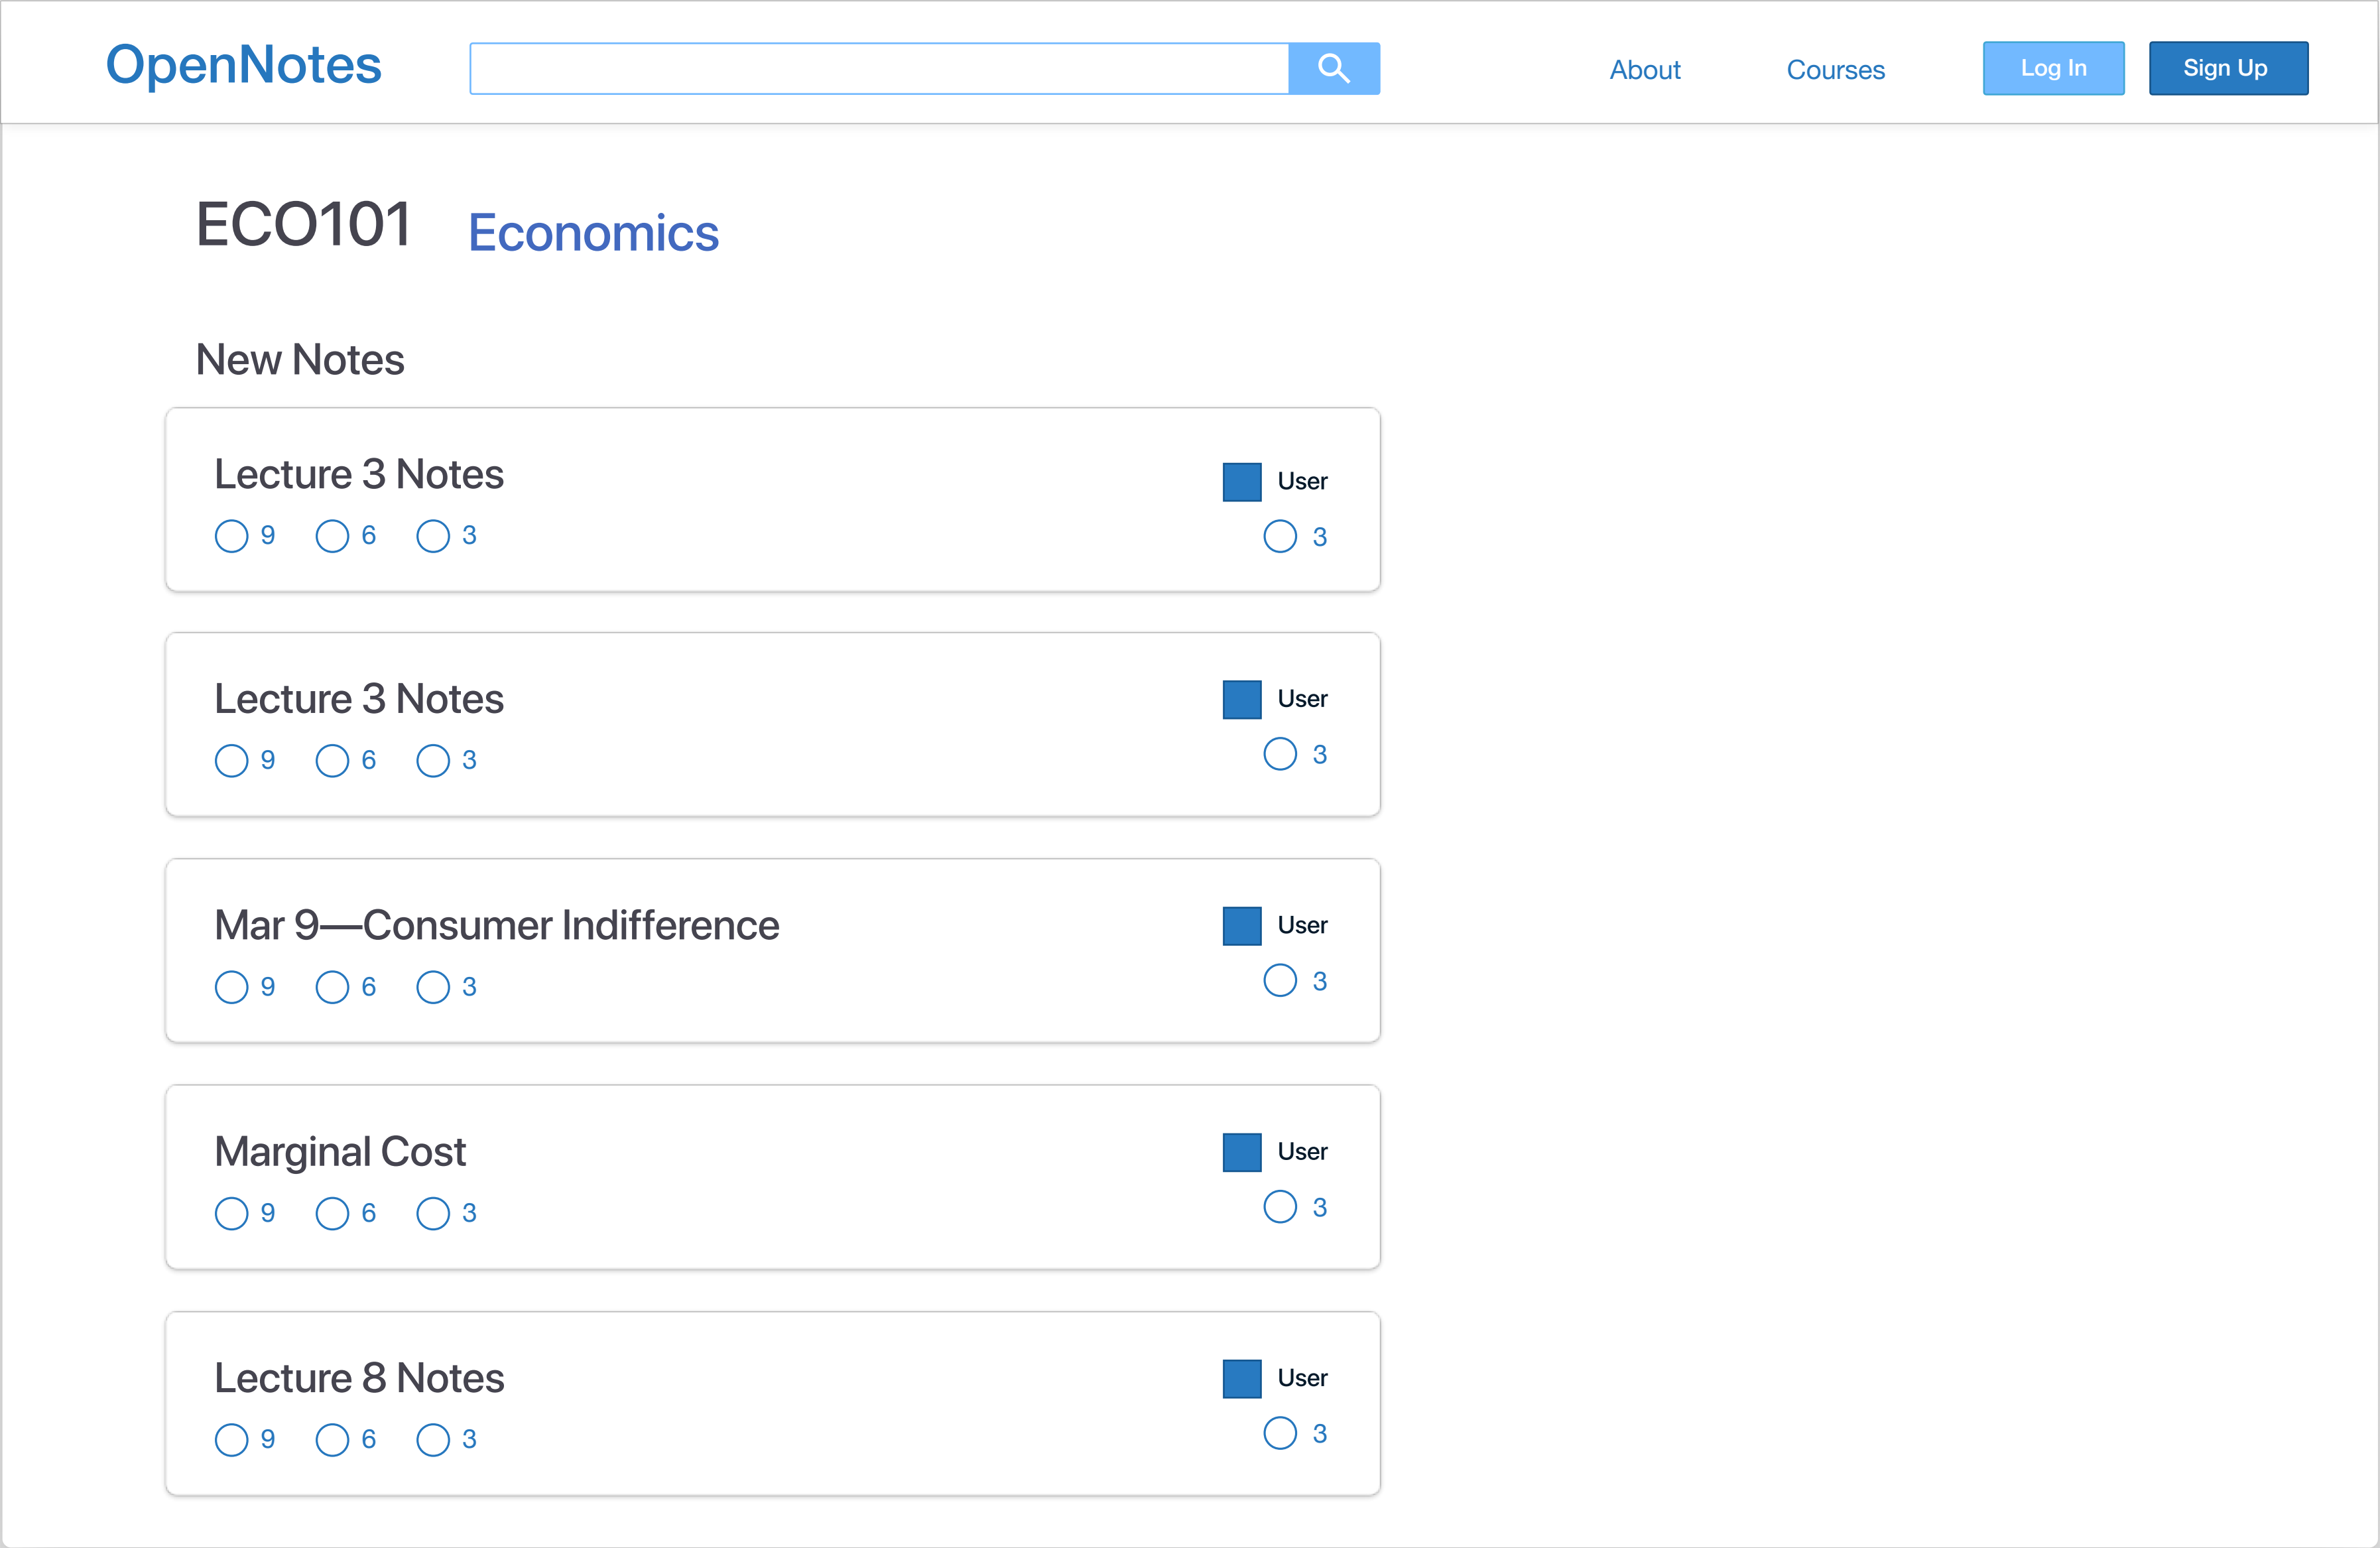 OpenNotes About Courses Log In Sign Up
ECO101 Economics
New Notes
Lecture 3 Notes User
9 6 3 3
Lecture 3 Notes User
9 6 3 3
Mar 9—Consumer Indifference User
9 6 3 3
Marginal Cost User
9 6 3 3
Lecture 8 Notes User
9 6 3 3